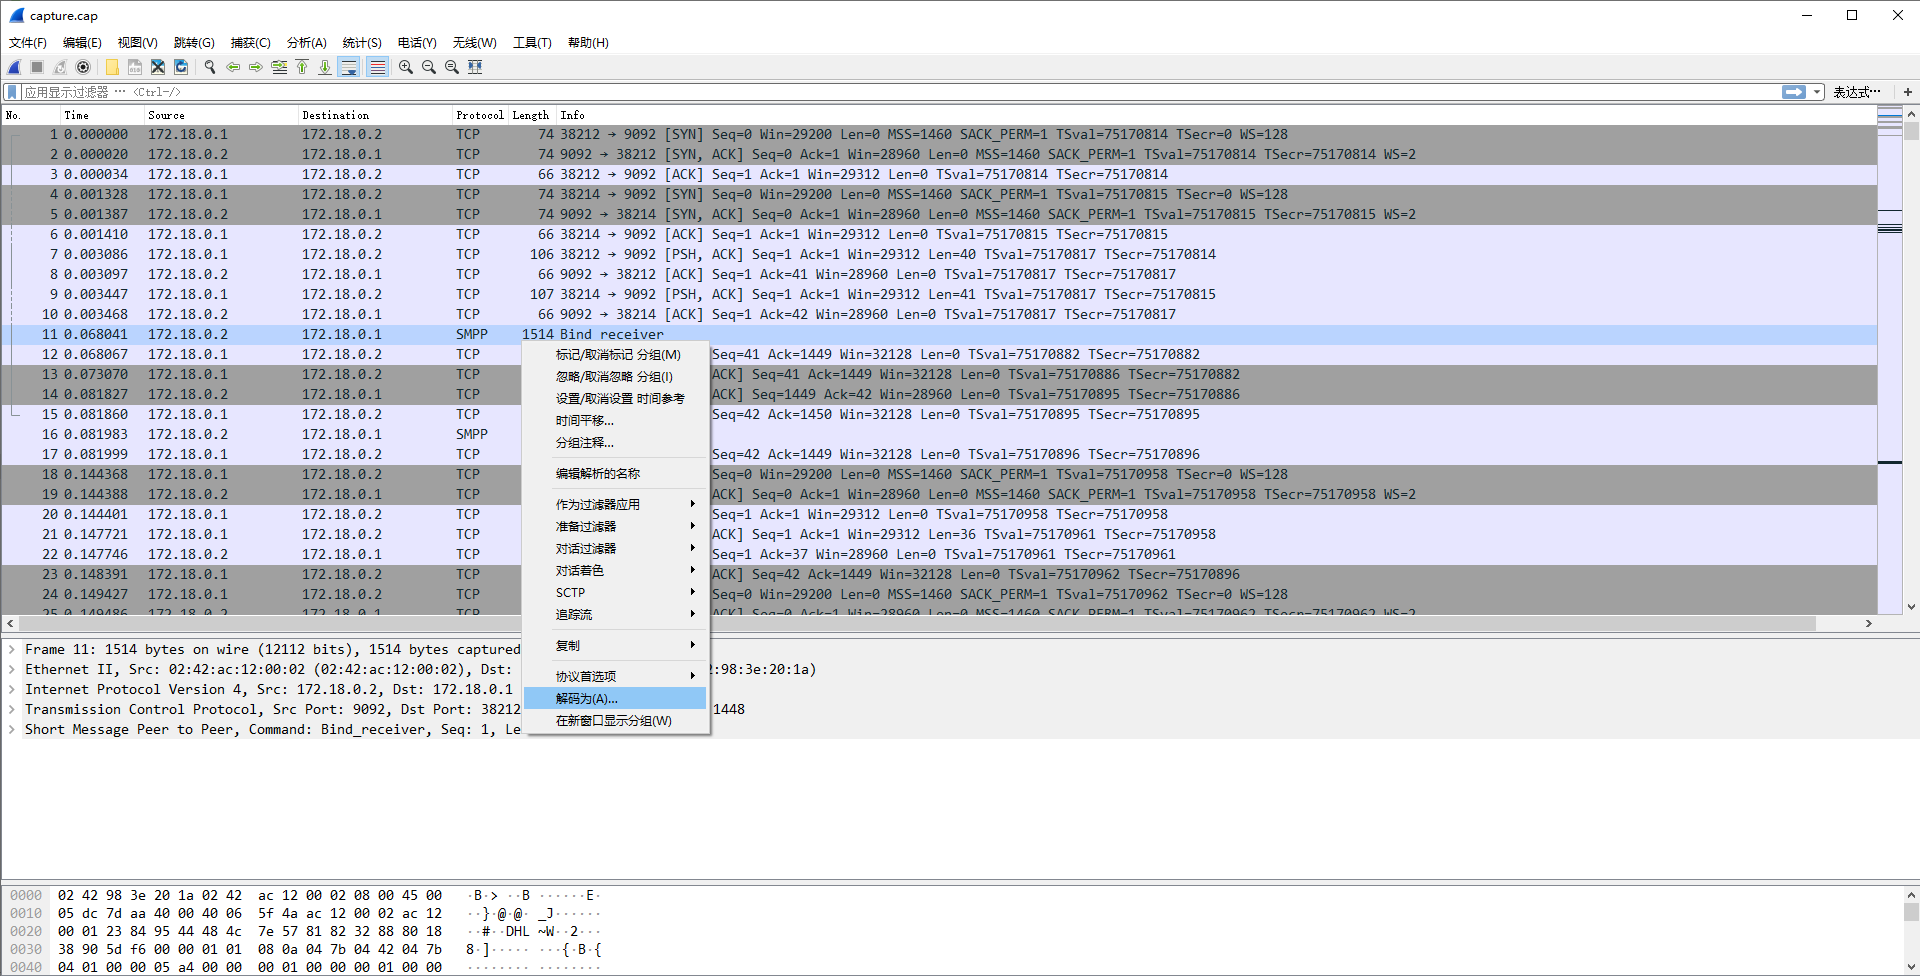 capture.cap
文件(F) 编辑(E) 视图(V) 跳转(G) 捕获(C) 分析(A) 统计(S) 电话(Y) 无线(W) 工具(T) 帮助(H)
应用显示过滤器 … <Ctrl-/> 表达式… +
No. Time Source Destination Protocol Length Info
1 0.000000 172.18.0.1 172.18.0.2 TCP 74 38212 → 9092 [SYN] Seq=0 Win=29200 Len=0 MSS=1460 SACK_PERM=1 TSval=75170814 TSecr=0 WS=128
2 0.000020 172.18.0.2 172.18.0.1 TCP 74 9092 → 38212 [SYN, ACK] Seq=0 Ack=1 Win=28960 Len=0 MSS=1460 SACK_PERM=1 TSval=75170814 TSecr=75170814 WS=2
3 0.000034 172.18.0.1 172.18.0.2 TCP 66 38212 → 9092 [ACK] Seq=1 Ack=1 Win=29312 Len=0 TSval=75170814 TSecr=75170814
4 0.001328 172.18.0.1 172.18.0.2 TCP 74 38214 → 9092 [SYN] Seq=0 Win=29200 Len=0 MSS=1460 SACK_PERM=1 TSval=75170815 TSecr=0 WS=128
5 0.001387 172.18.0.2 172.18.0.1 TCP 74 9092 → 38214 [SYN, ACK] Seq=0 Ack=1 Win=28960 Len=0 MSS=1460 SACK_PERM=1 TSval=75170815 TSecr=75170815 WS=2
6 0.001410 172.18.0.1 172.18.0.2 TCP 66 38214 → 9092 [ACK] Seq=1 Ack=1 Win=29312 Len=0 TSval=75170815 TSecr=75170815
7 0.003086 172.18.0.1 172.18.0.2 TCP 106 38212 → 9092 [PSH, ACK] Seq=1 Ack=1 Win=29312 Len=40 TSval=75170817 TSecr=75170814
8 0.003097 172.18.0.2 172.18.0.1 TCP 66 9092 → 38212 [ACK] Seq=1 Ack=41 Win=28960 Len=0 TSval=75170817 TSecr=75170817
9 0.003447 172.18.0.1 172.18.0.2 TCP 107 38214 → 9092 [PSH, ACK] Seq=1 Ack=1 Win=29312 Len=41 TSval=75170817 TSecr=75170815
10 0.003468 172.18.0.2 172.18.0.1 TCP 66 9092 → 38214 [ACK] Seq=1 Ack=42 Win=28960 Len=0 TSval=75170817 TSecr=75170817
11 0.068041 172.18.0.2 172.18.0.1 SMPP 1514 Bind receiver
12 0.068067 172.18.0.1 172.18.0.2 TCP Seq=41 Ack=1449 Win=32128 Len=0 TSval=75170882 TSecr=75170882
13 0.073070 172.18.0.1 172.18.0.2 TCP ACK] Seq=41 Ack=1449 Win=32128 Len=0 TSval=75170886 TSecr=75170882
14 0.081827 172.18.0.2 172.18.0.1 TCP ACK] Seq=1449 Ack=42 Win=28960 Len=0 TSval=75170895 TSecr=75170886
15 0.081860 172.18.0.1 172.18.0.2 TCP Seq=42 Ack=1450 Win=32128 Len=0 TSval=75170895 TSecr=75170895
16 0.081983 172.18.0.2 172.18.0.1 SMPP
17 0.081999 172.18.0.1 172.18.0.2 TCP Seq=42 Ack=1449 Win=32128 Len=0 TSval=75170896 TSecr=75170896
18 0.144368 172.18.0.1 172.18.0.2 TCP Seq=0 Win=29200 Len=0 MSS=1460 SACK_PERM=1 TSval=75170958 TSecr=0 WS=128
19 0.144388 172.18.0.2 172.18.0.1 TCP ACK] Seq=0 Ack=1 Win=28960 Len=0 MSS=1460 SACK_PERM=1 TSval=75170958 TSecr=75170958 WS=2
20 0.144401 172.18.0.1 172.18.0.2 TCP Seq=1 Ack=1 Win=29312 Len=0 TSval=75170958 TSecr=75170958
21 0.147721 172.18.0.1 172.18.0.2 TCP ACK] Seq=1 Ack=1 Win=29312 Len=36 TSval=75170961 TSecr=75170958
22 0.147746 172.18.0.2 172.18.0.1 TCP Seq=1 Ack=37 Win=28960 Len=0 TSval=75170961 TSecr=75170961
23 0.148391 172.18.0.1 172.18.0.2 TCP ACK] Seq=42 Ack=1449 Win=32128 Len=0 TSval=75170962 TSecr=75170896
24 0.149427 172.18.0.1 172.18.0.2 TCP Seq=0 Win=29200 Len=0 MSS=1460 SACK_PERM=1 TSval=75170962 TSecr=0 WS=128
25 0.149486 172.18.0.2 172.18.0.1 TCP ACK] Seq=0 Ack=1 Win=28960 Len=0 MSS=1460 SACK_PERM=1 TSval=75170962 TSecr=75170962 WS=2
标记/取消标记 分组(M)
忽略/取消忽略 分组(I)
设置/取消设置 时间参考
时间平移...
分组注释...
编辑解析的名称
作为过滤器应用
准备过滤器
对话过滤器
对话着色
SCTP
追踪流
复制
协议首选项
解码为(A)...
在新窗口显示分组(W)
Frame 11: 1514 bytes on wire (12112 bits), 1514 bytes captured
Ethernet II, Src: 02:42:ac:12:00:02 (02:42:ac:12:00:02), Dst: :98:3e:20:1a)
Internet Protocol Version 4, Src: 172.18.0.2, Dst: 172.18.0.1
Transmission Control Protocol, Src Port: 9092, Dst Port: 38212 1448
Short Message Peer to Peer, Command: Bind_receiver, Seq: 1, Le
0000 02 42 98 3e 20 1a 02 42 ac 12 00 02 08 00 45 00 ·B·> ··B ······E·
0010 05 dc 7d aa 40 00 40 06 5f 4a ac 12 00 02 ac 12 ··}·@·@· _J······
0020 00 01 23 84 95 44 48 4c 7e 57 81 82 32 88 80 18 ··#··DHL ~W··2···
0030 38 90 5d f6 00 00 01 01 08 0a 04 7b 04 42 04 7b 8·]····· ···{·B·{
0040 04 01 00 00 05 a4 00 00 00 01 00 00 00 01 00 00 ········ ········